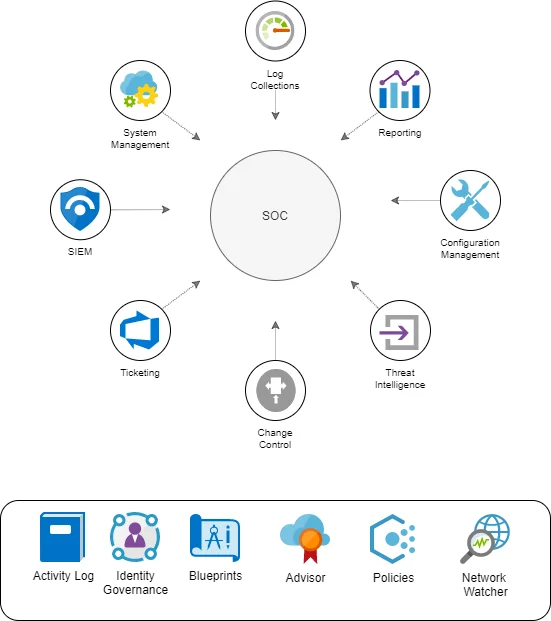 Log
Collections
System
Management
Reporting
SIEM
SOC
Configuration
Management
Ticketing
Threat
Intelligence
Change
Control
Activity Log
Identity
Governance
Blueprints
Advisor
Policies
Network
Watcher